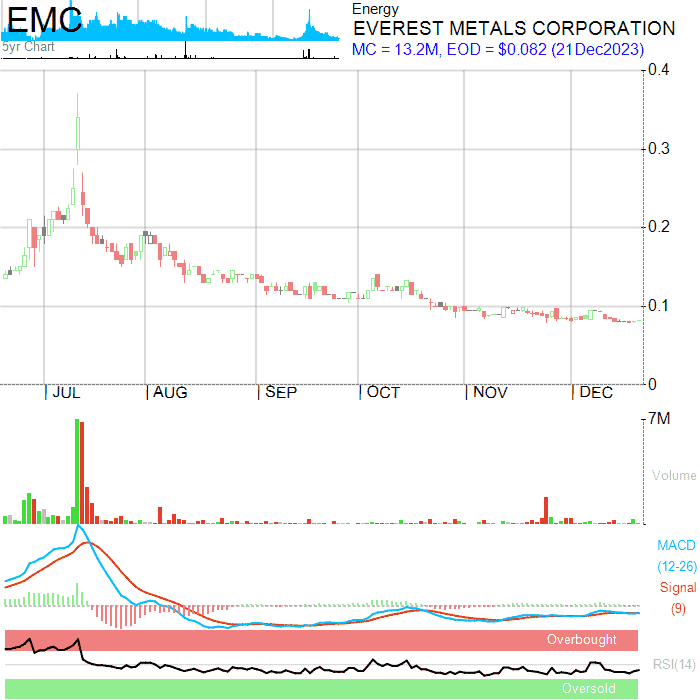 EMC
5yr Chart
Energy
EVEREST METALS CORPORATION
MC = 13.2M, EOD = $0.082 (21Dec2023)
0.4
0.3
0.2
0.1
0
JUL AUG SEP OCT NOV DEC
7M
Volume
MACD
(12-26)
Signal
(9)
Overbought
RSI(14)
Oversold